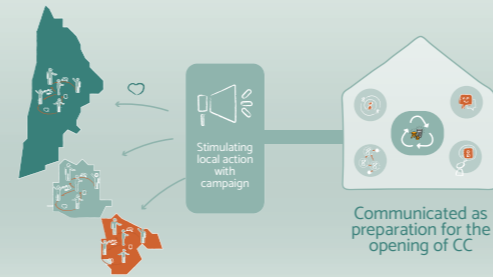 Stimulating
local action
with
campaign
Communicated as
preparation for the
opening of CC